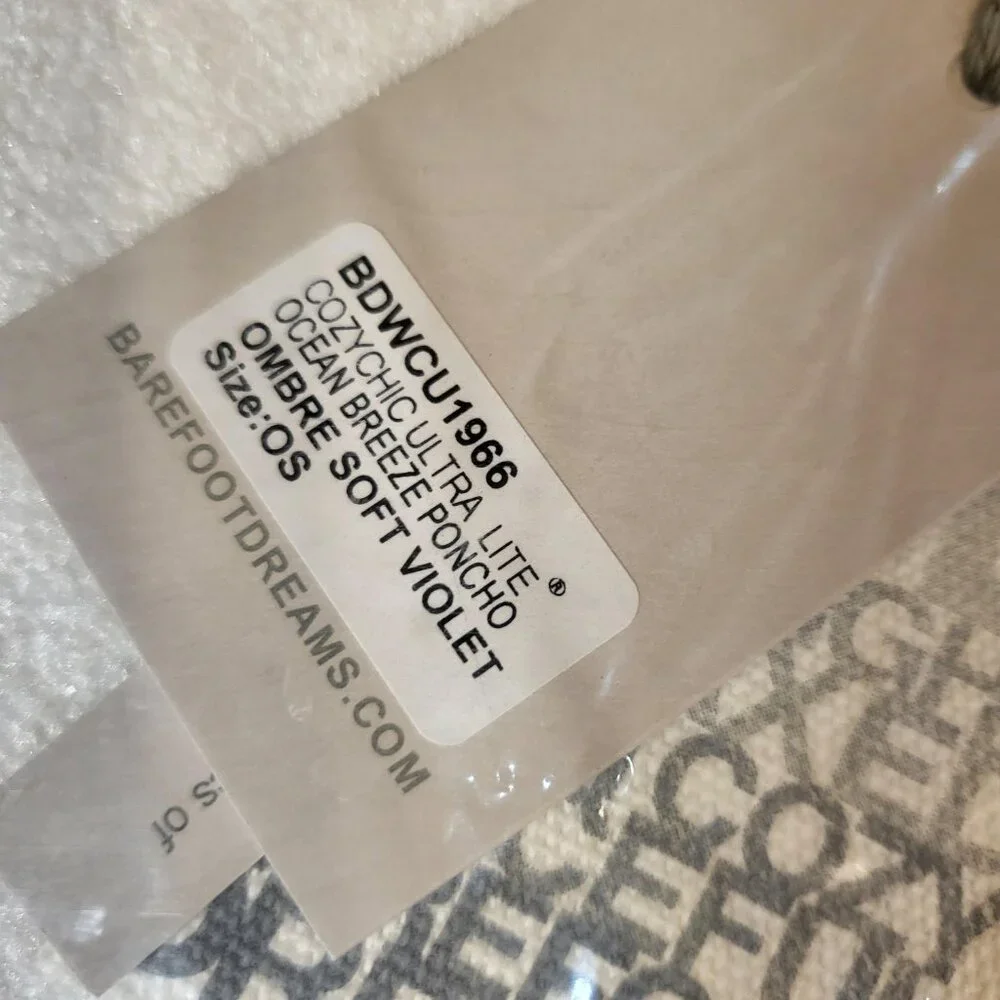 BDWCU1966
COZYCHIC ULTRA LITE ®
OCEAN BREEZE PONCHO
OMBRE SOFT VIOLET
Size:OS
BAREFOOTDREAMS.COM